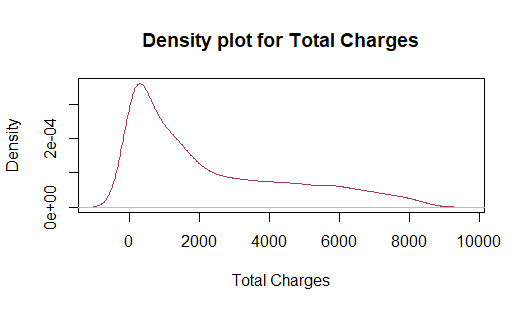 Density plot for Total Charges
Density
0e+00
2e-04
0
2000
4000
6000
8000
10000
Total Charges